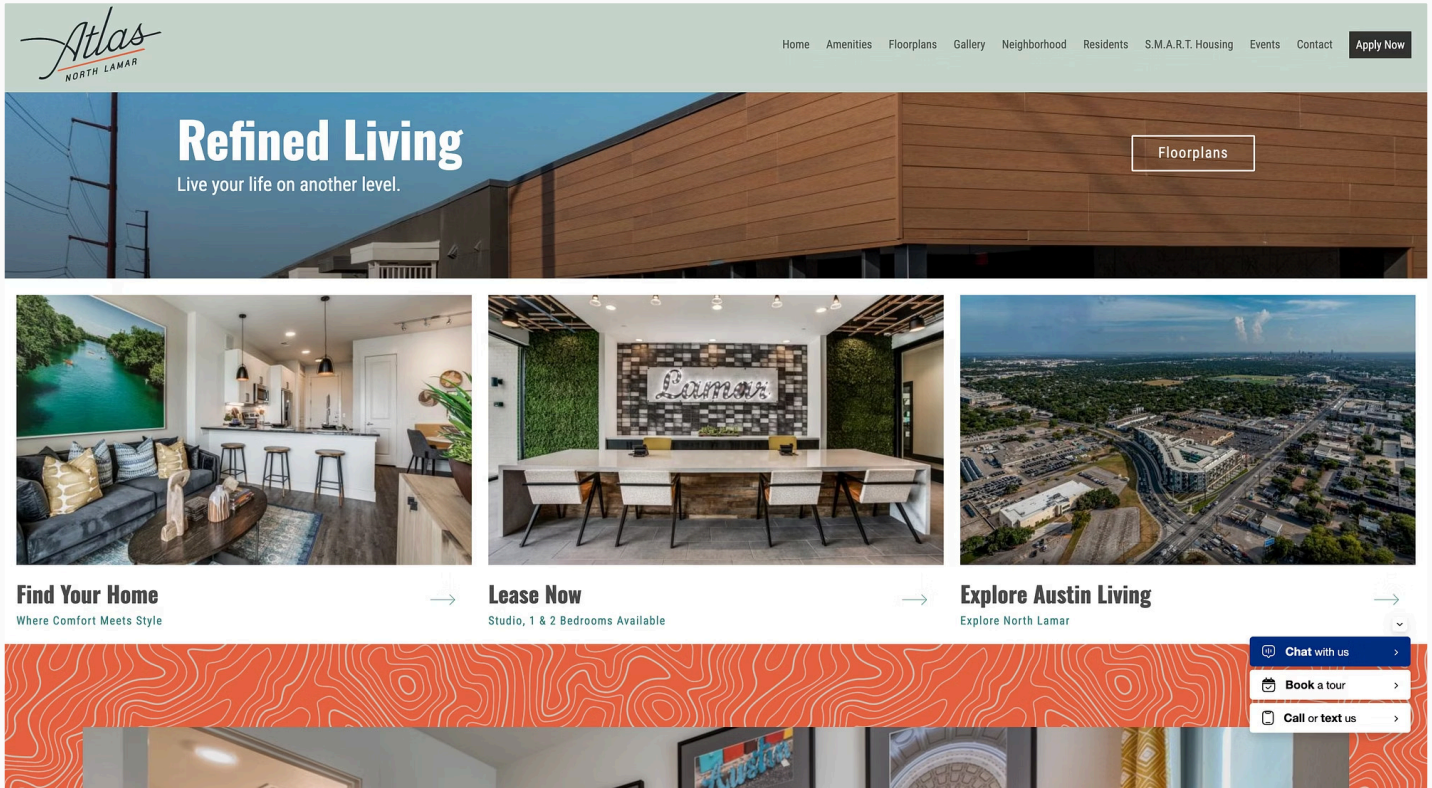 Atlas
NORTH LAMAR
Home Amenities Floorplans Gallery Neighborhood Residents S.M.A.R.T. Housing Events Contact Apply Now
Refined Living
Live your life on another level.
Floorplans
Lamar
Find Your Home
Where Comfort Meets Style
Lease Now
Studio, 1 & 2 Bedrooms Available
Explore Austin Living
Explore North Lamar
Chat with us
Book a tour
Call or text us
Austin